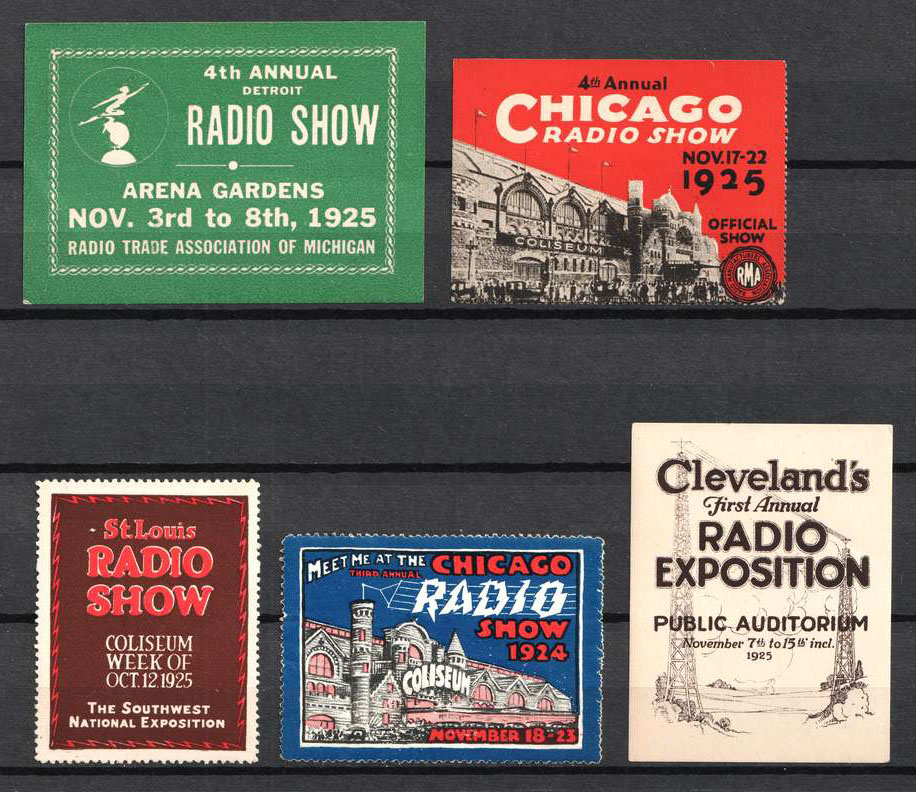 4th ANNUAL
DETROIT
RADIO SHOW
ARENA GARDENS
NOV. 3rd to 8th, 1925
RADIO TRADE ASSOCIATION OF MICHIGAN
4th Annual
CHICAGO
RADIO SHOW
NOV. 17-22
1925
COLISEUM
OFFICIAL
SHOW
RMA
St. Louis
RADIO
SHOW
COLISEUM
WEEK OF
OCT. 12. 1925
THE SOUTHWEST
NATIONAL EXPOSITION
MEET ME AT THE CHICAGO
THIRD ANNUAL
RADIO
SHOW
1924
COLISEUM
NOVEMBER 18-23
Cleveland's
First Annual
RADIO
EXPOSITION
PUBLIC AUDITORIUM
November 7th to 15th incl.
1925